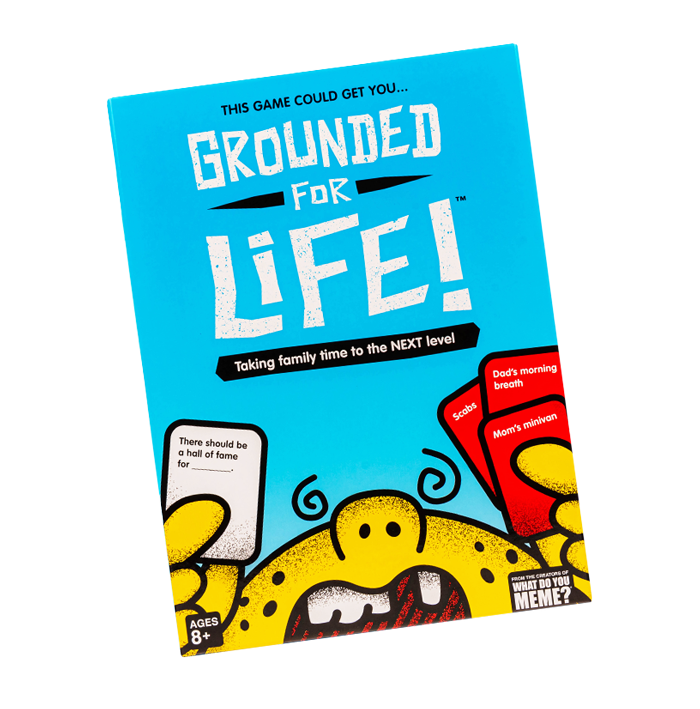 THIS GAME COULD GET YOU...
GROUNDED
FOR
LIFE!™
Taking family time to the NEXT level
There should be
a hall of fame
for ________.
Scabs
Dad's morning
breath
Mom's minivan
AGES
8+
FROM THE CREATORS OF
WHAT DO YOU
MEME?